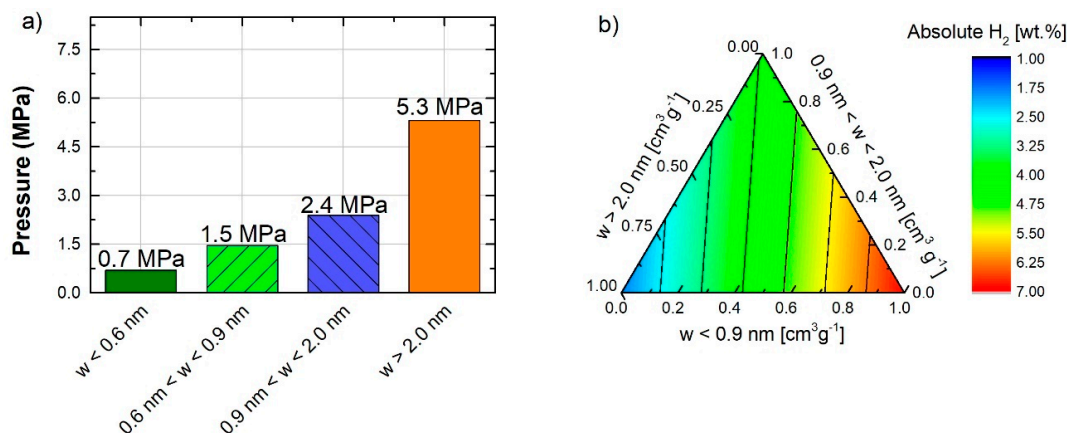 a)
Pressure (MPa)
7.5
6.0
4.5
3.0
1.5
0.0
0.7 MPa
1.5 MPa
2.4 MPa
5.3 MPa
w < 0.6 nm
0.6 nm < w < 0.9 nm
0.9 nm < w < 2.0 nm
w > 2.0 nm
b)
w > 2.0 nm [cm³g⁻¹]
0.00
0.25
0.50
0.75
1.00
0.9 nm < w < 2.0 nm [cm³g⁻¹]
1.0
0.8
0.6
0.4
0.2
0.0
0.0 0.2 0.4 0.6 0.8 1.0
w < 0.9 nm [cm³g⁻¹]
Absolute H₂ [wt.%]
1.00
1.75
2.50
3.25
4.00
4.75
5.50
6.25
7.00